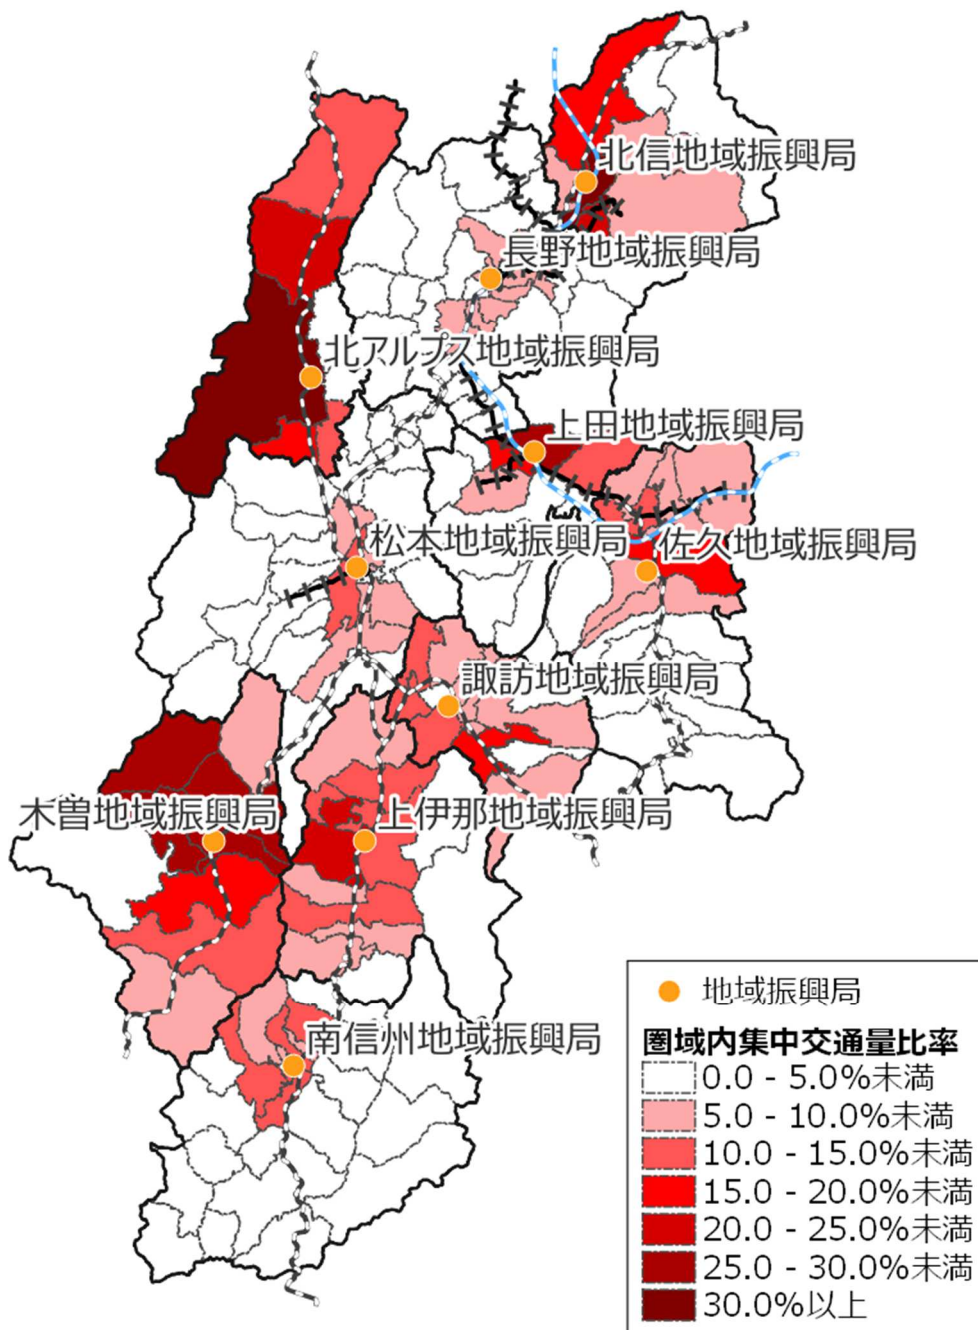 北信地域振興局
長野地域振興局
北アルプス地域振興局
上田地域振興局
松本地域振興局
佐久地域振興局
諏訪地域振興局
木曽地域振興局
上伊那地域振興局
南信州地域振興局
地域振興局
圏域内集中交通量比率
0.0 - 5.0%未満
5.0 - 10.0%未満
10.0 - 15.0%未満
15.0 - 20.0%未満
20.0 - 25.0%未満
25.0 - 30.0%未満
30.0%以上